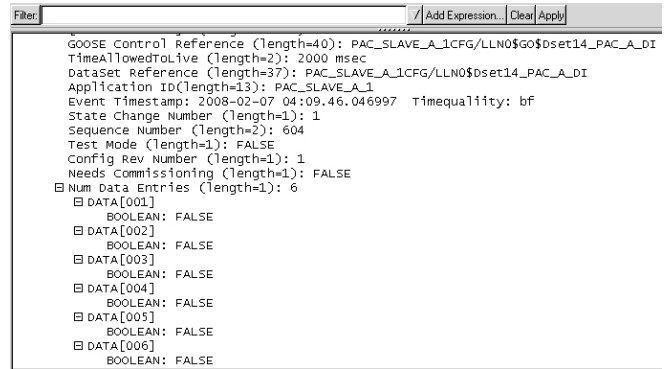 Filter:
Add Expression... Clear Apply
GOOSE Control Reference (length=40): PAC_SLAVE_A_1CFG/LLN0$GO$Dset14_PAC_A_DI
TimeAllowedToLive (length=2): 2000 msec
DataSet Reference (length=37): PAC_SLAVE_A_1CFG/LLN0$Dset14_PAC_A_DI
Application ID(length=13): PAC_SLAVE_A_1
Event Timestamp: 2008-02-07 04:09.46.046997 Timequaliity: bf
State Change Number (length=1): 1
Sequence Number (length=2): 604
Test Mode (length=1): FALSE
Config Rev Number (length=1): 1
Needs Commissioning (length=1): FALSE
Num Data Entries (length=1): 6
DATA[001]
BOOLEAN: FALSE
DATA[002]
BOOLEAN: FALSE
DATA[003]
BOOLEAN: FALSE
DATA[004]
BOOLEAN: FALSE
DATA[005]
BOOLEAN: FALSE
DATA[006]
BOOLEAN: FALSE